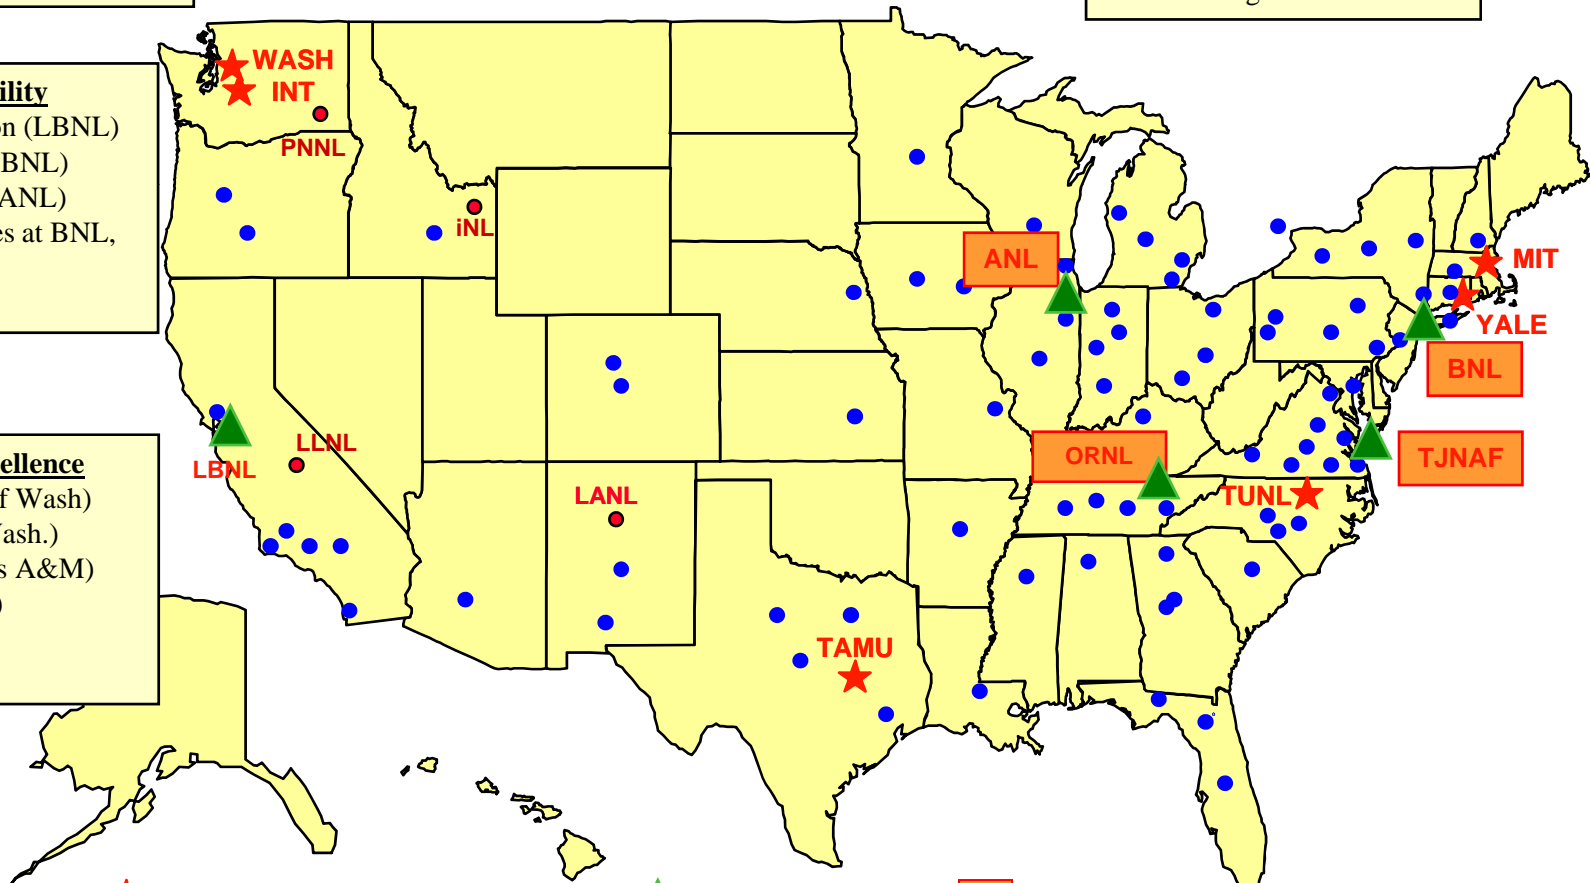 WASH
INT
PNNL
iNL
ility
n (LBNL)
BNL)
ANL)
es at BNL,
ANL
MIT
YALE
BNL
LLNL
LBNL
LANL
ORNL
TJNAF
TUNL
ellence
f Wash)
ash.)
s A&M)
)
TAMU